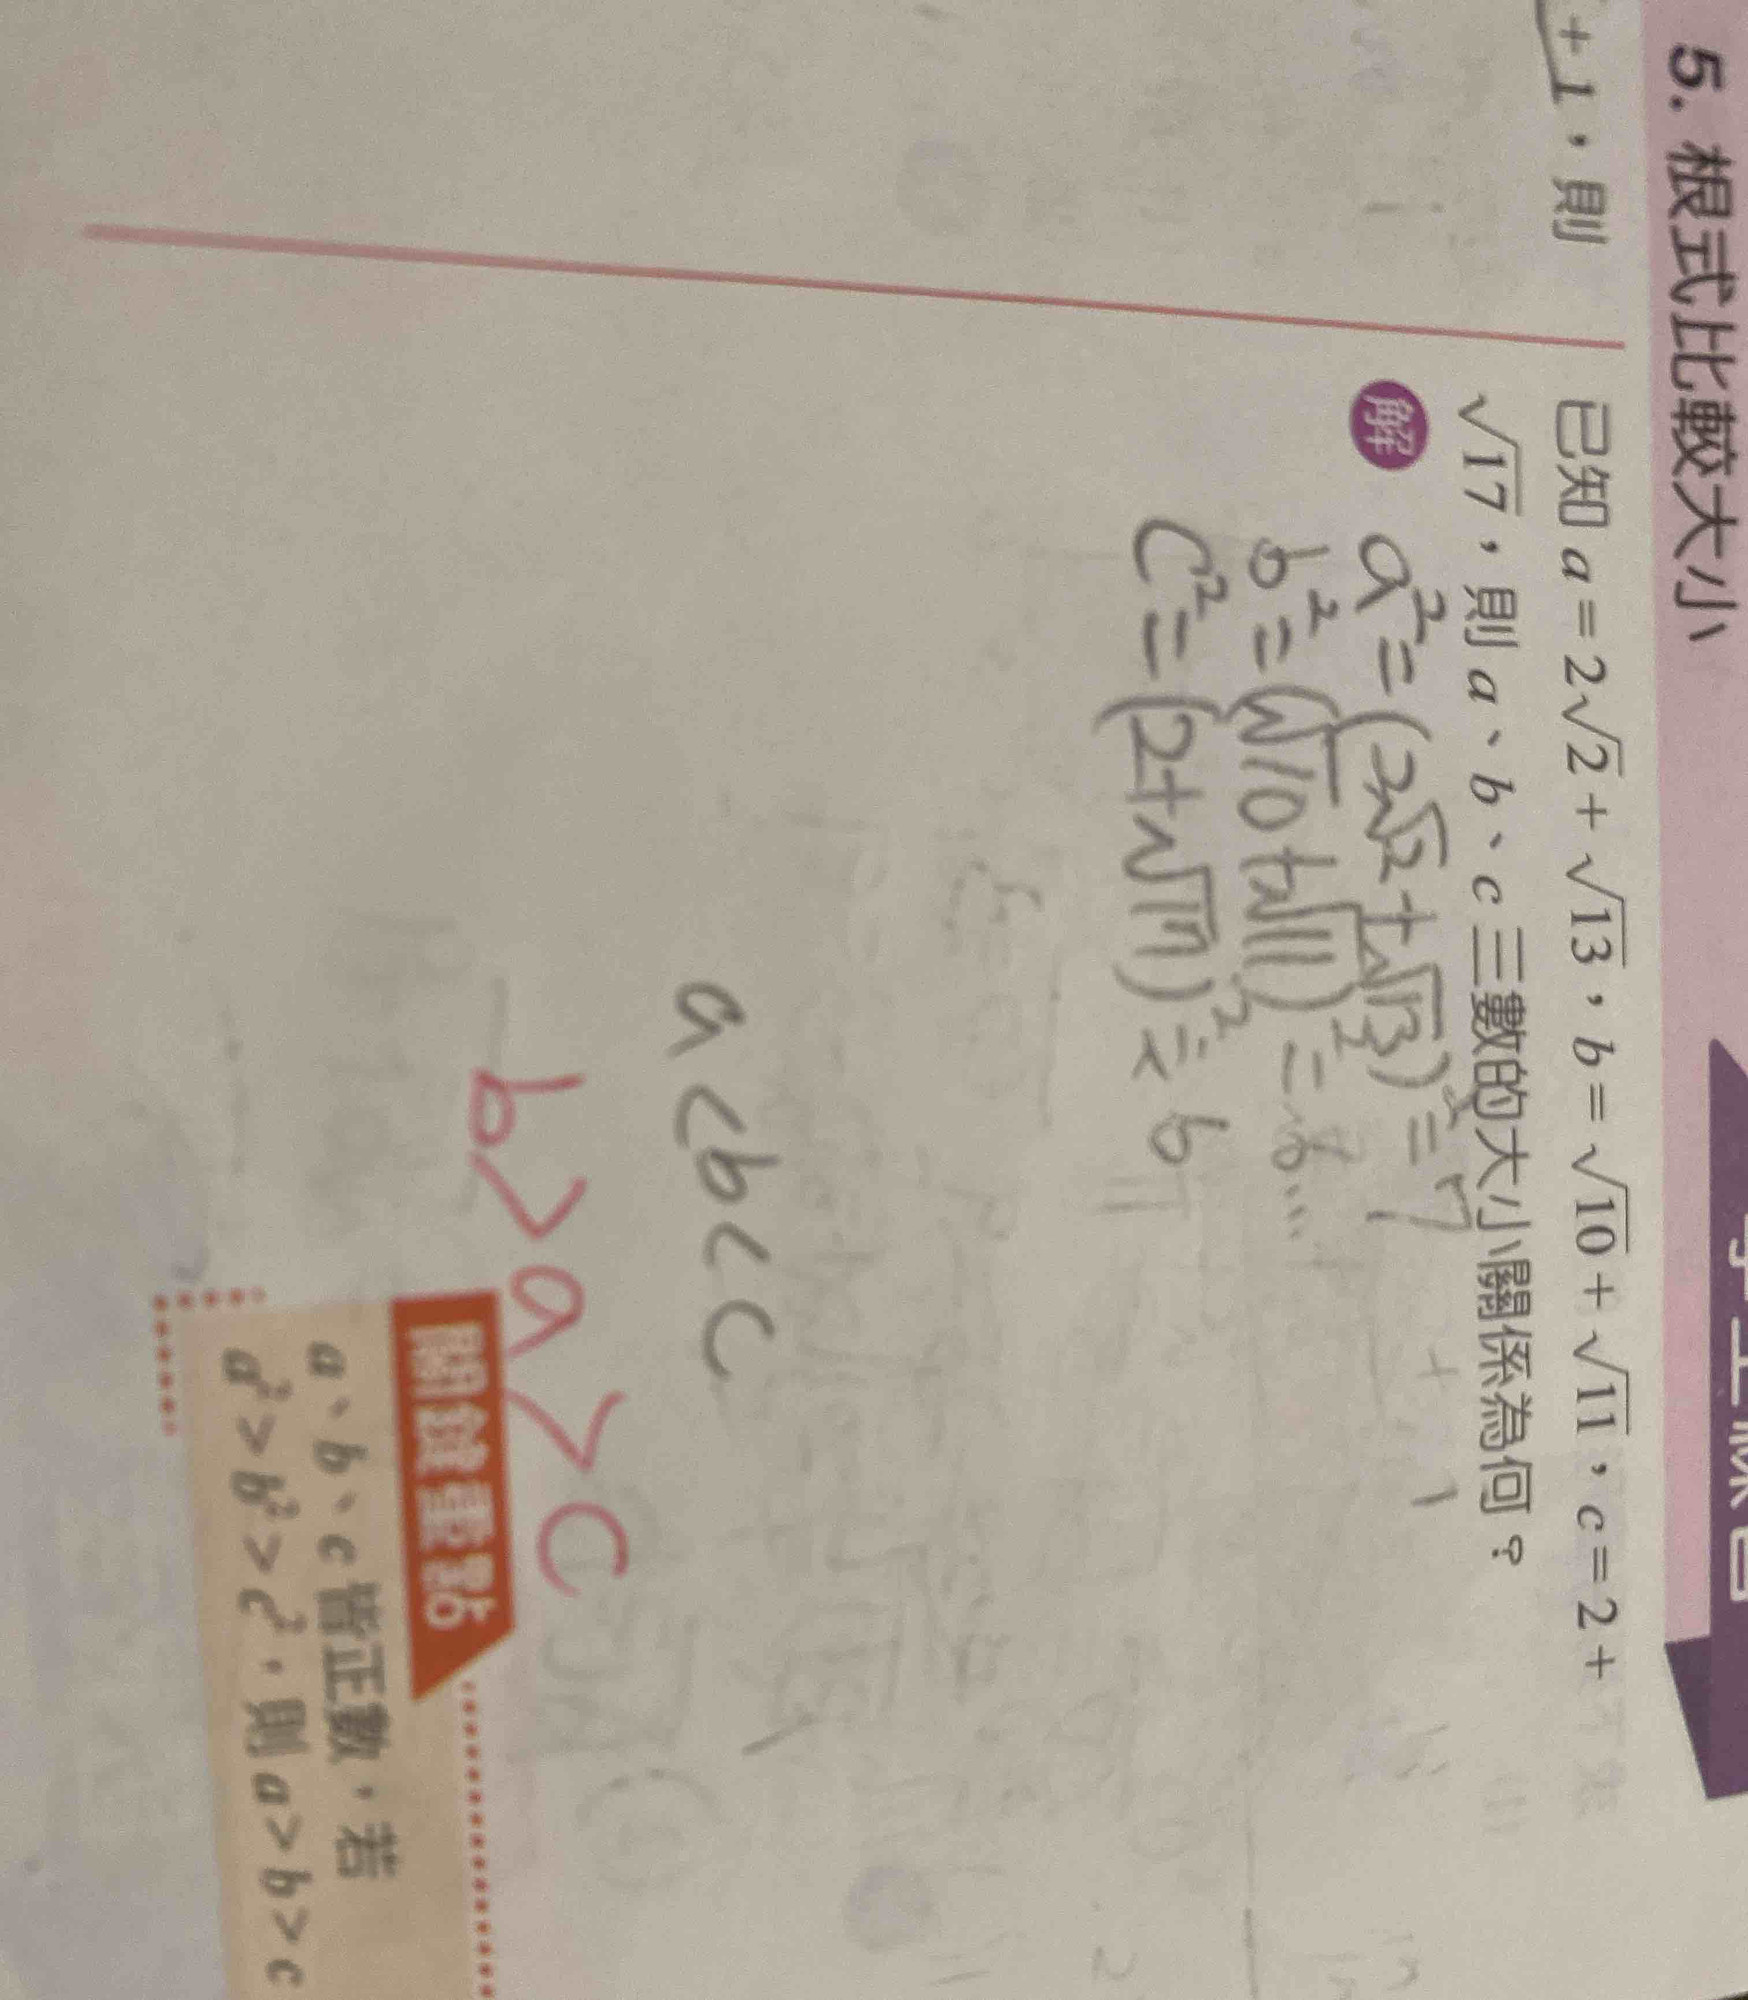 5. 根式比較大小
+1，則
已知 a=2√2+√13，b=√10+√11，c=2+
√17，則 a、b、c 三數的大小關係為何？
解
a²=(2√2+√13)²=7
b²=(√10+√11)²=
c²=(2+√17)²≒6
a<b<c
b>a>c
關鍵重點
a、b、c 皆正數，若
a²>b²>c²，則 a>b>c